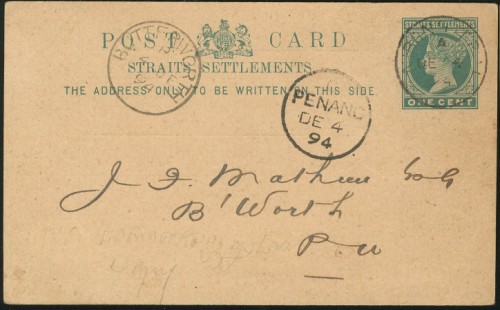 POST CARD
STRAITS SETTLEMENTS.
THE ADDRESS ONLY TO BE WRITTEN ON THIS SIDE
STRAITS SETTLEMENTS
ONE CENT
BUTTERWORTH
PENANG
DE 4
94
J. I. Mathieu Esq
B'Worth
P.W